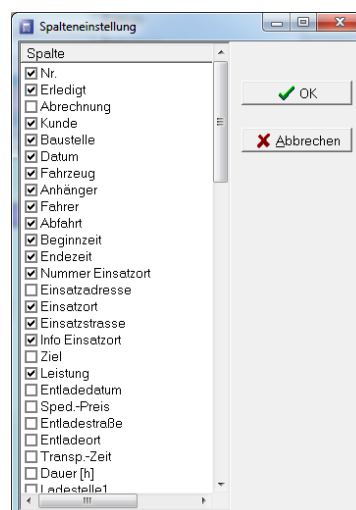 Spalteneinstellung
Spalte
Nr.
Erledigt
Abrechnung
Kunde
Baustelle
Datum
Fahrzeug
Anhänger
Fahrer
Abfahrt
Beginnzeit
Endezeit
Nummer Einsatzort
Einsatzadresse
Einsatzort
Einsatzstrasse
Info Einsatzort
Ziel
Leistung
Entladedatum
Sped.-Preis
Entladestraße
Entladeort
Transp.-Zeit
Dauer [h]
Ladestelle1
OK
Abbrechen